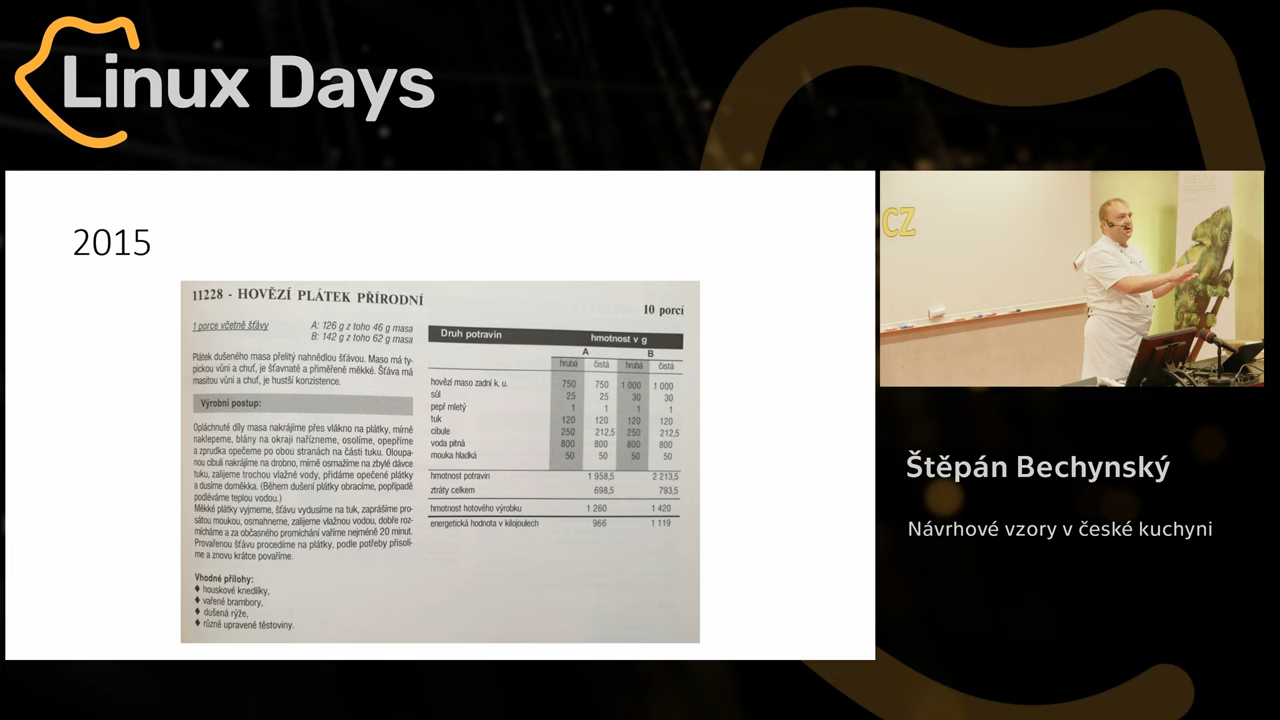 Linux Days
2015
11228 - HOVĚZÍ PLÁTEK PŘÍRODNÍ
10 porcí
1 porce včetně šťávy
A: 126 g z toho 46 g masa
B: 142 g z toho 62 g masa
Plátek dušeného masa přelitý nahnědlou šťávou. Maso má ty-
pickou vůni a chuť, je šťavnaté a přiměřeně měkké. Šťáva má
masitou vůni a chuť, je hustší konzistence.
Výrobní postup:
Opláchnuté díly masa nakrájíme přes vlákno na plátky, mírně
naklepeme, blány na okraji nařízneme, osolíme, opepříme
a zprudka opečeme po obou stranách na části tuku. Oloupa-
nou cibuli nakrájíme na drobno, mírně osmažíme na zbylé dávce
tuku, zalijeme trochou vlažné vody, přidáme opečené plátky
a dusíme doměkka. (Během dušení plátky obracíme, popřípadě
podléváme teplou vodou.)
Měkké plátky vyjmeme, šťávu vydusíme na tuk, zaprášíme pro-
sátou moukou, osmahneme, zalijeme vlažnou vodou, dobře roz-
mícháme a za občasného promíchání vaříme nejméně 20 minut.
Provařenou šťávu procedíme na plátky, podle potřeby přisolí-
me a znovu krátce povaříme.
Vhodné přílohy:
♦ houskové knedlíky,
♦ vařené brambory,
♦ dušená rýže,
♦ různě upravené těstoviny.
Druh potravin hmotnost v g
A B
hrubá čistá hrubá čistá
hovězí maso zadní k. u. 750 750 1 000 1 000
sůl 25 25 30 30
pepř mletý 1 1 1 1
tuk 120 120 120 120
cibule 250 212,5 250 212,5
voda pitná 800 800 800 800
mouka hladká 50 50 50 50
hmotnost potravin 1 958,5 2 213,5
ztráty celkem 698,5 793,5
hmotnost hotového výrobku 1 260 1 420
energetická hodnota v kilojoulech 966 1 119
CZ
Štěpán Bechynský
Návrhové vzory v české kuchyni